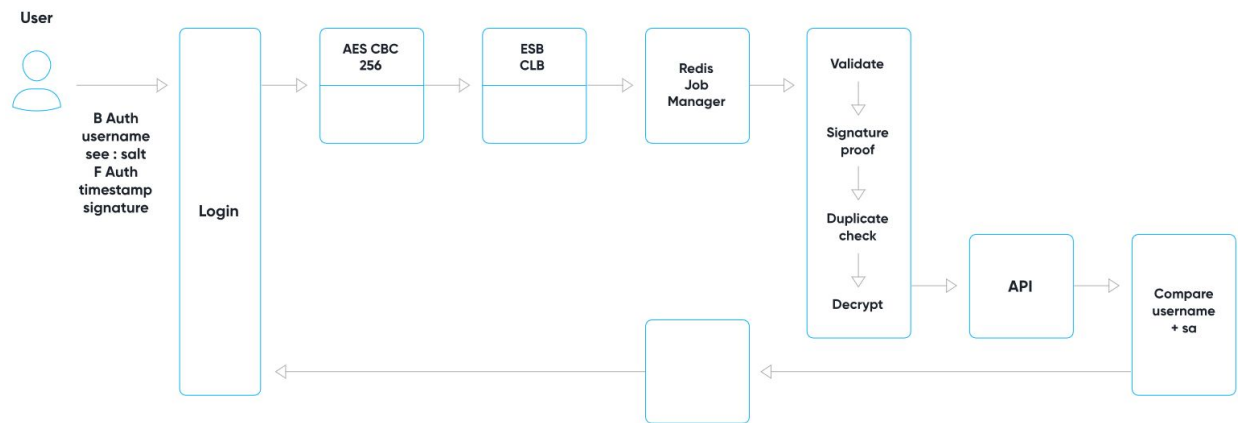 User
B Auth
username
see : salt
F Auth
timestamp
signature
Login
AES CBC
256
ESB
CLB
Redis
Job
Manager
Validate
Signature
proof
Duplicate
check
Decrypt
API
Compare
username
+ sa